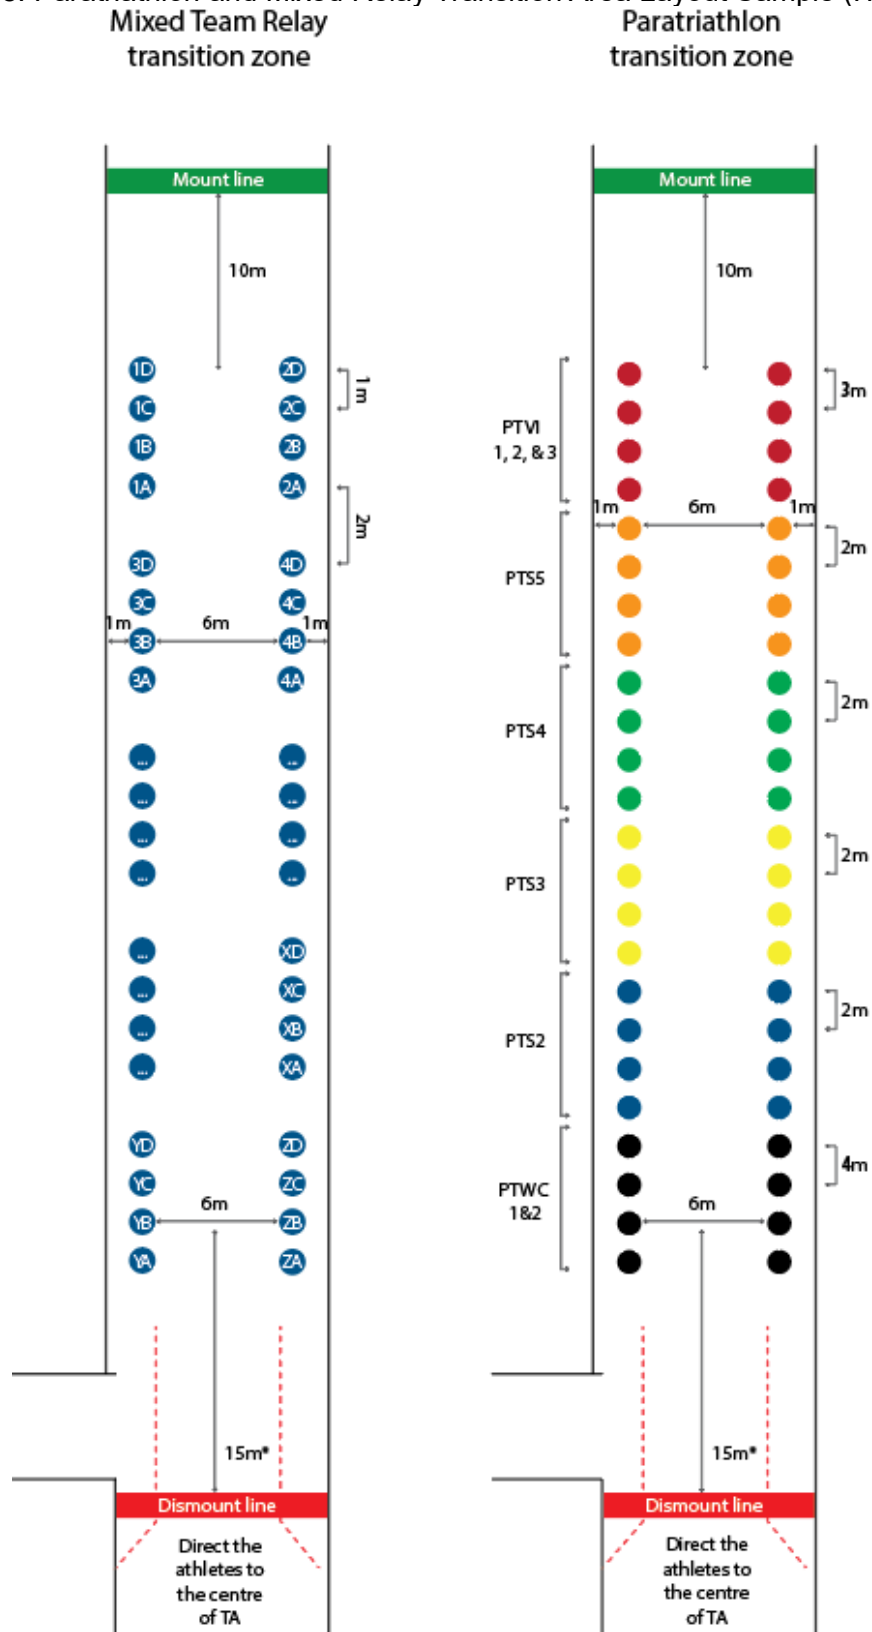 Mixed Team Relay
transition zone
Mount line
10m
1D 2D
1m
1C 2C
1B 2B
1A 2A
2m
3D 4D
3C 4C
1m 6m 1m
3B 4B
3A 4A
... ...
... ...
... ...
... ...
... XD
... XC
... XB
... XA
YD ZD
YC ZC
6m
YB ZB
YA ZA
15m*
Dismount line
Direct the
athletes to
the centre
of TA
Paratriathlon
transition zone
Mount line
10m
3m
PTVI
1, 2, & 3
1m 6m 1m
2m
PTS5
2m
PTS4
2m
PTS3
2m
PTS2
4m
PTWC
1&2
6m
15m*
Dismount line
Direct the
athletes to
the centre
of TA